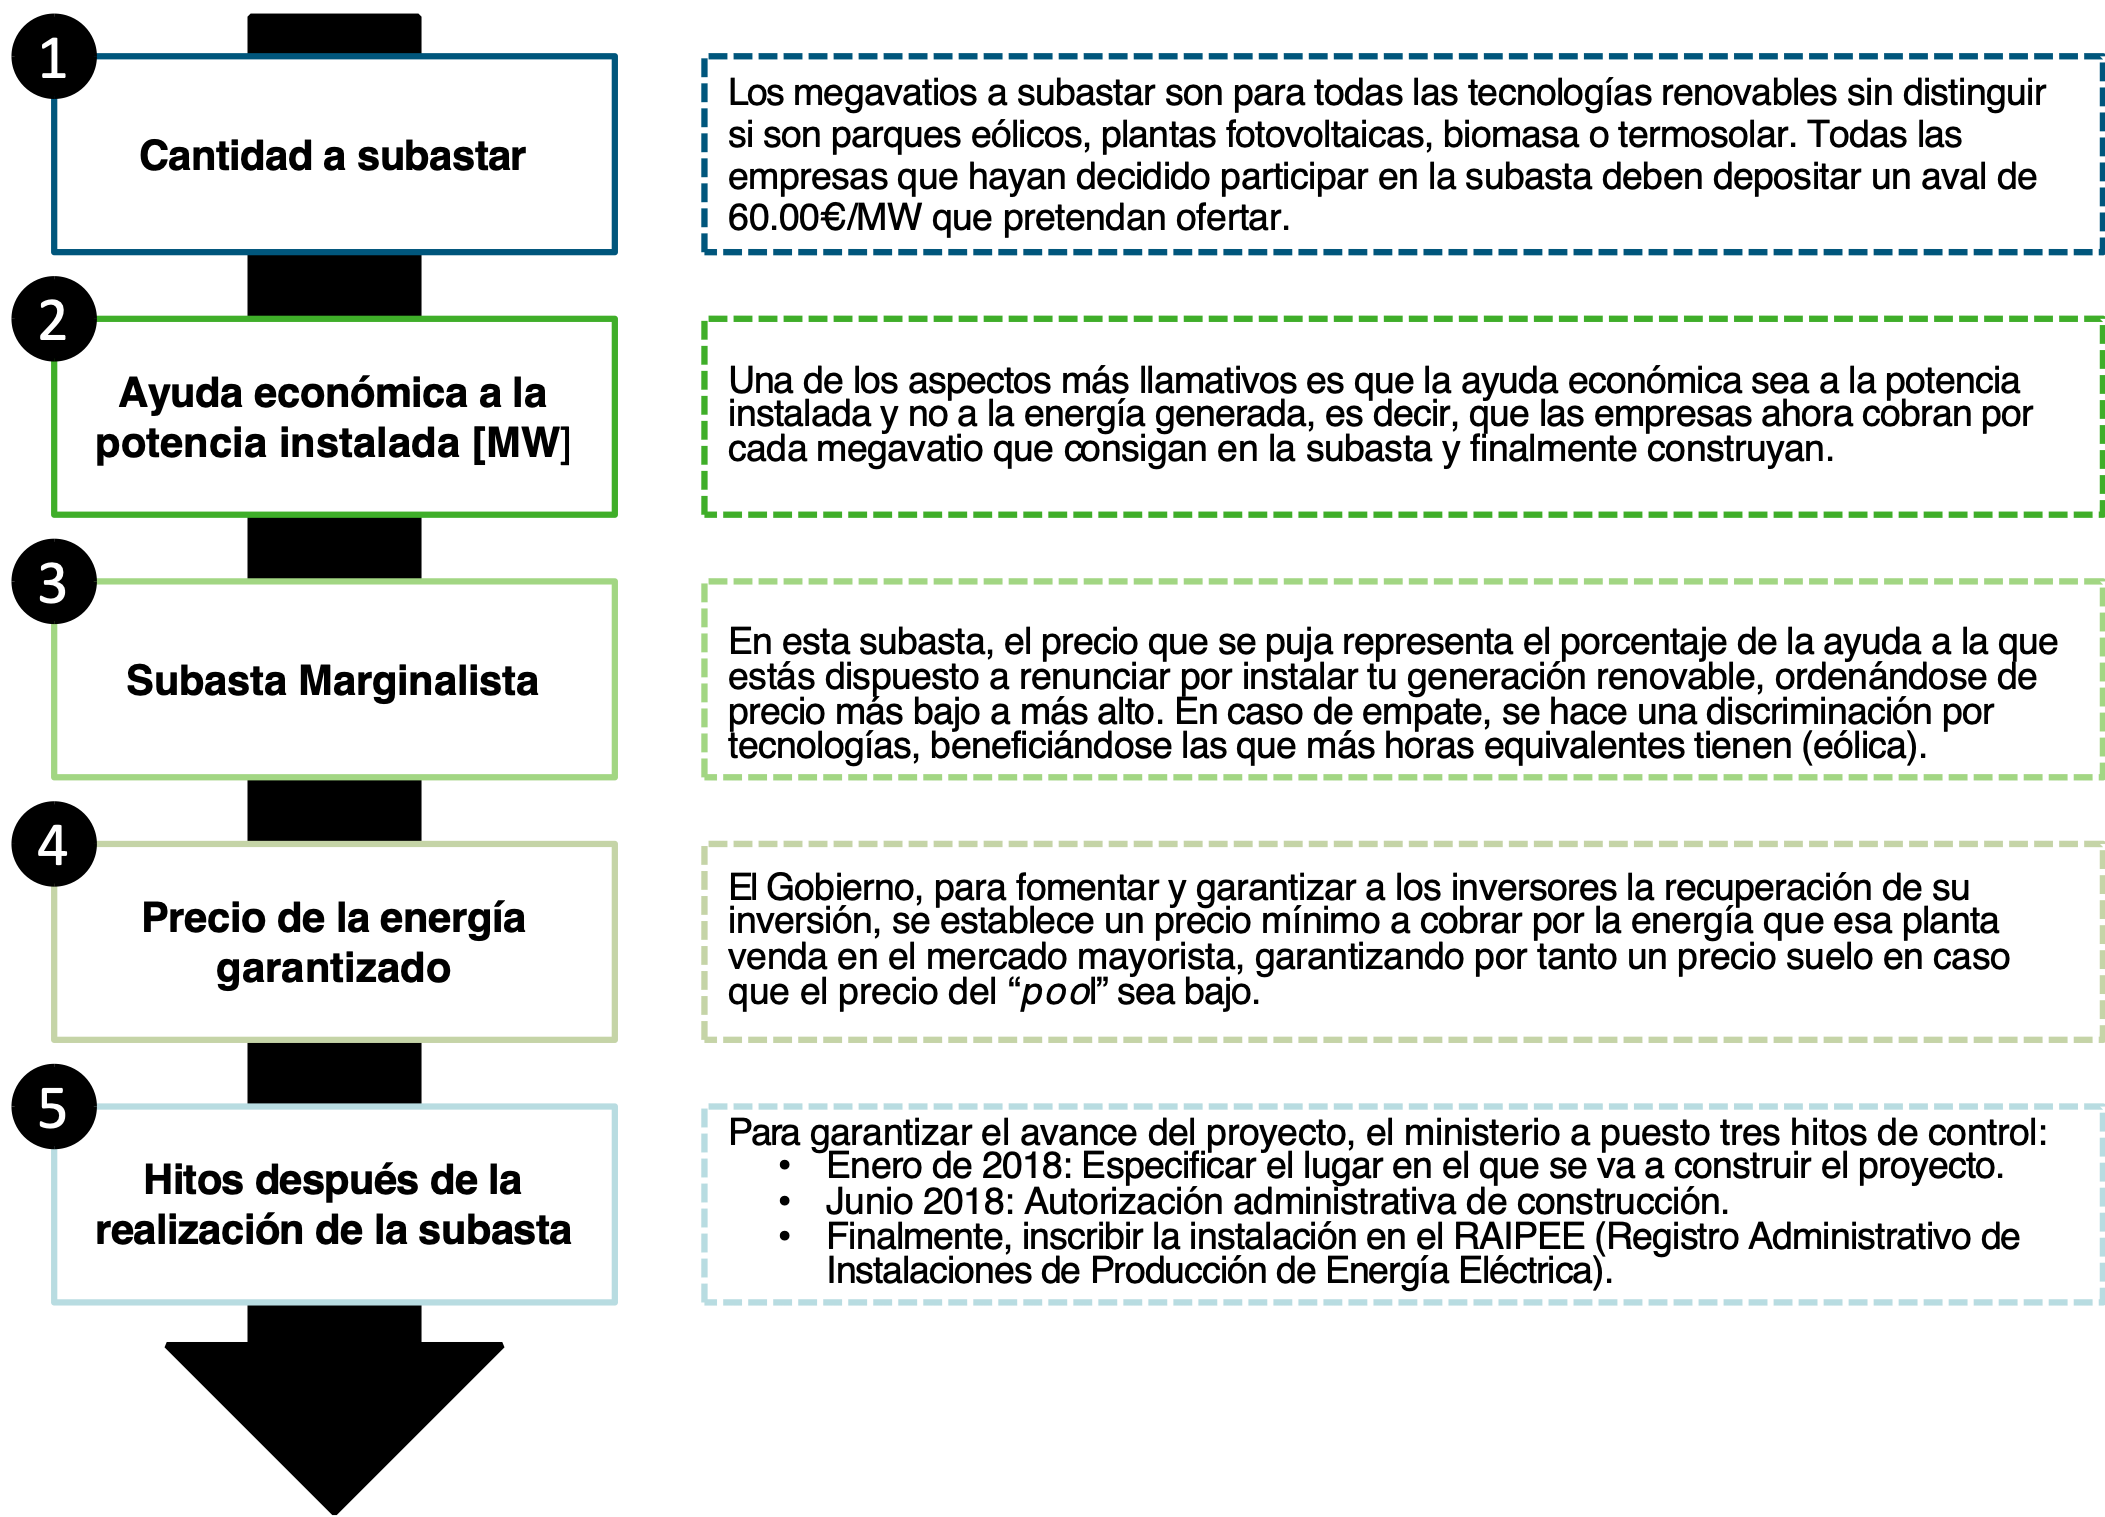 1
Cantidad a subastar
Los megavatios a subastar son para todas las tecnologías renovables sin distinguir
si son parques eólicos, plantas fotovoltaicas, biomasa o termosolar. Todas las
empresas que hayan decidido participar en la subasta deben depositar un aval de
60.00€/MW que pretendan ofertar.
2
Ayuda económica a la
potencia instalada [MW]
Una de los aspectos más llamativos es que la ayuda económica sea a la potencia
instalada y no a la energía generada, es decir, que las empresas ahora cobran por
cada megavatio que consigan en la subasta y finalmente construyan.
3
Subasta Marginalista
En esta subasta, el precio que se puja representa el porcentaje de la ayuda a la que
estás dispuesto a renunciar por instalar tu generación renovable, ordenándose de
precio más bajo a más alto. En caso de empate, se hace una discriminación por
tecnologías, beneficiándose las que más horas equivalentes tienen (eólica).
4
Precio de la energía
garantizado
El Gobierno, para fomentar y garantizar a los inversores la recuperación de su
inversión, se establece un precio mínimo a cobrar por la energía que esa planta
venda en el mercado mayorista, garantizando por tanto un precio suelo en caso
que el precio del “pool” sea bajo.
5
Hitos después de la
realización de la subasta
Para garantizar el avance del proyecto, el ministerio a puesto tres hitos de control:
• Enero de 2018: Especificar el lugar en el que se va a construir el proyecto.
• Junio 2018: Autorización administrativa de construcción.
• Finalmente, inscribir la instalación en el RAIPEE (Registro Administrativo de
Instalaciones de Producción de Energía Eléctrica).